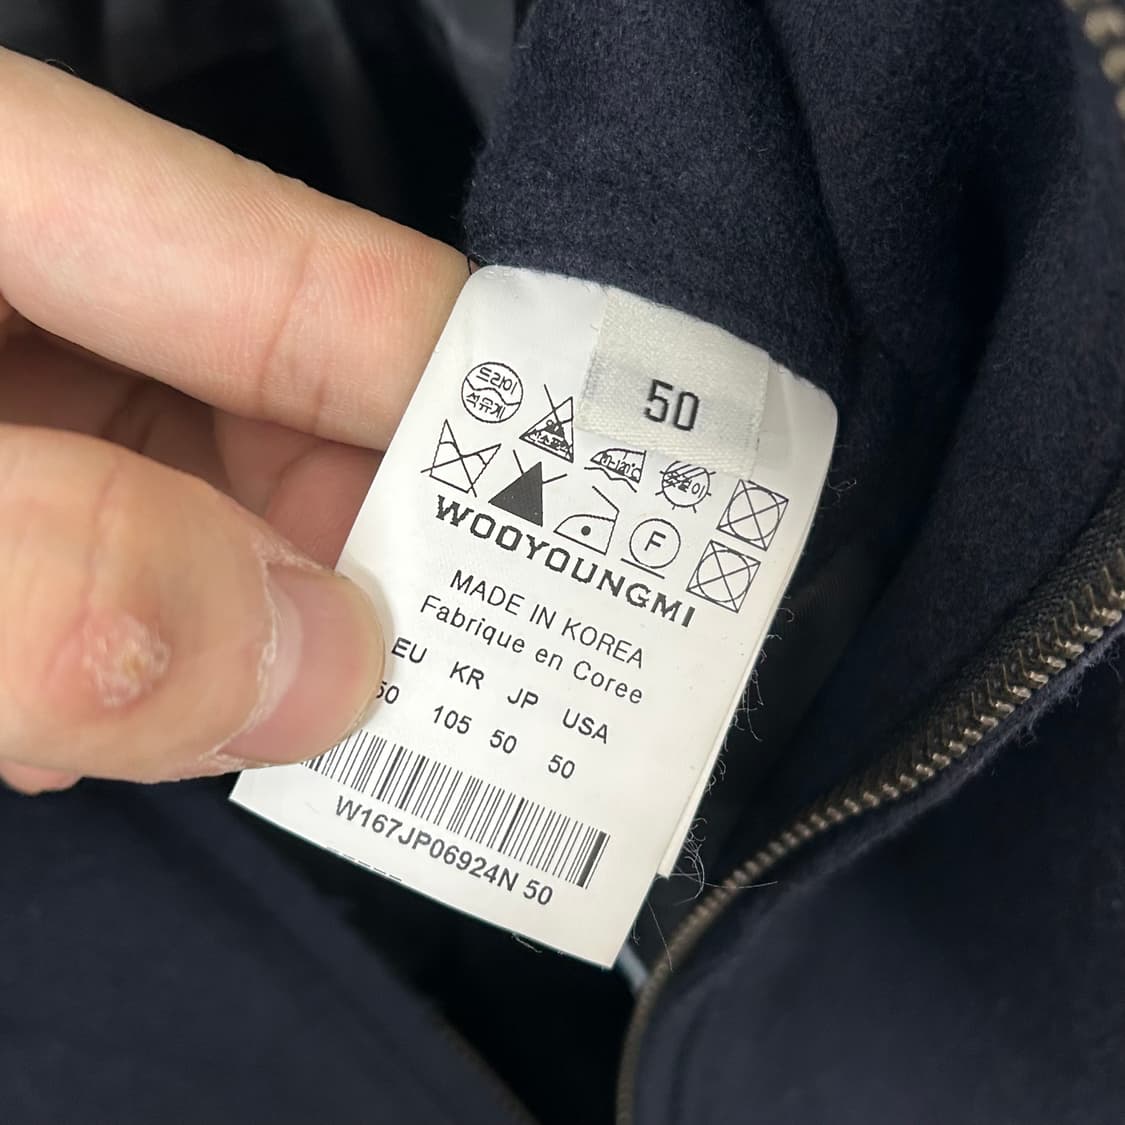 50
드라이
석유계
F
WOOYOUNGMI
MADE IN KOREA
Fabrique en Coree
EU KR JP USA
50 105 50 50
W167JP06924N 50